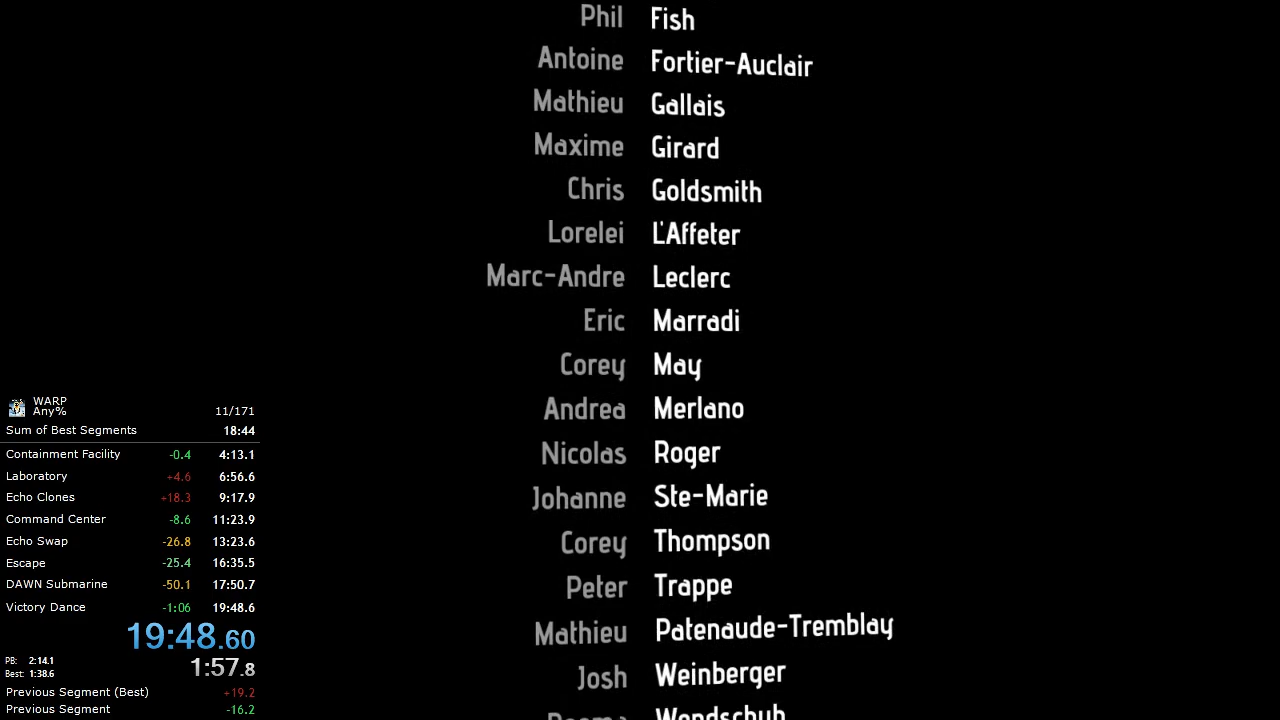 Phil Fish
Antoine Fortier-Auclair
Mathieu Gallais
Maxime Girard
Chris Goldsmith
Lorelei L'Affeter
Marc-Andre Leclerc
Eric Marradi
Corey May
Andrea Merlano
Nicolas Roger
Johanne Ste-Marie
Corey Thompson
Peter Trappe
Mathieu Patenaude-Tremblay
Josh Weinberger
WARP
Any% 11/171
Sum of Best Segments 18:44
Containment Facility -0.4 4:13.1
Laboratory +4.6 6:56.6
Echo Clones +18.3 9:17.9
Command Center -8.6 11:23.9
Echo Swap -26.8 13:23.6
Escape -25.4 16:35.5
DAWN Submarine -50.1 17:50.7
Victory Dance -1:06 19:48.6
19:48.60
PB: 2:14.1
Best: 1:38.6
1:57.8
Previous Segment (Best) +19.2
Previous Segment -16.2